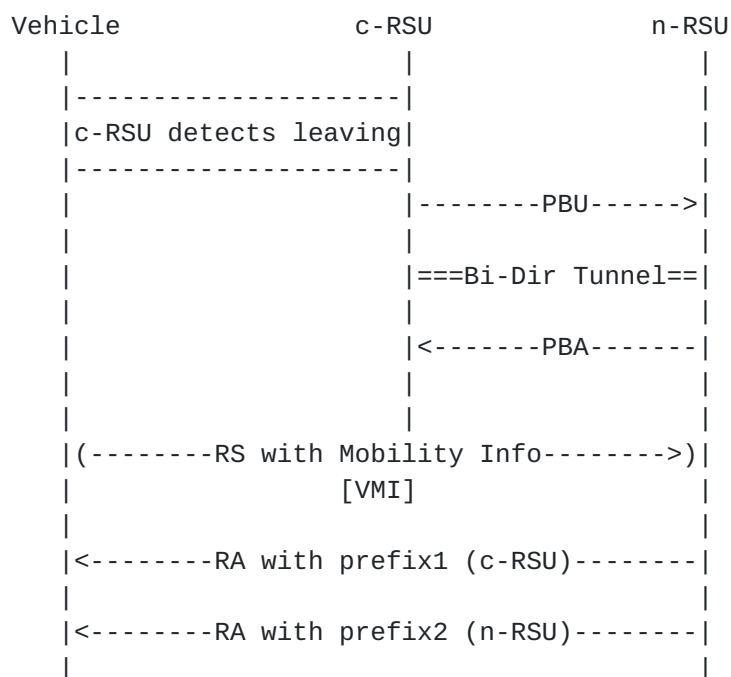 Vehicle c-RSU n-RSU
c-RSU detects leaving
PBU
Bi-Dir Tunnel
PBA
RS with Mobility Info
[VMI]
RA with prefix1 (c-RSU)
RA with prefix2 (n-RSU)